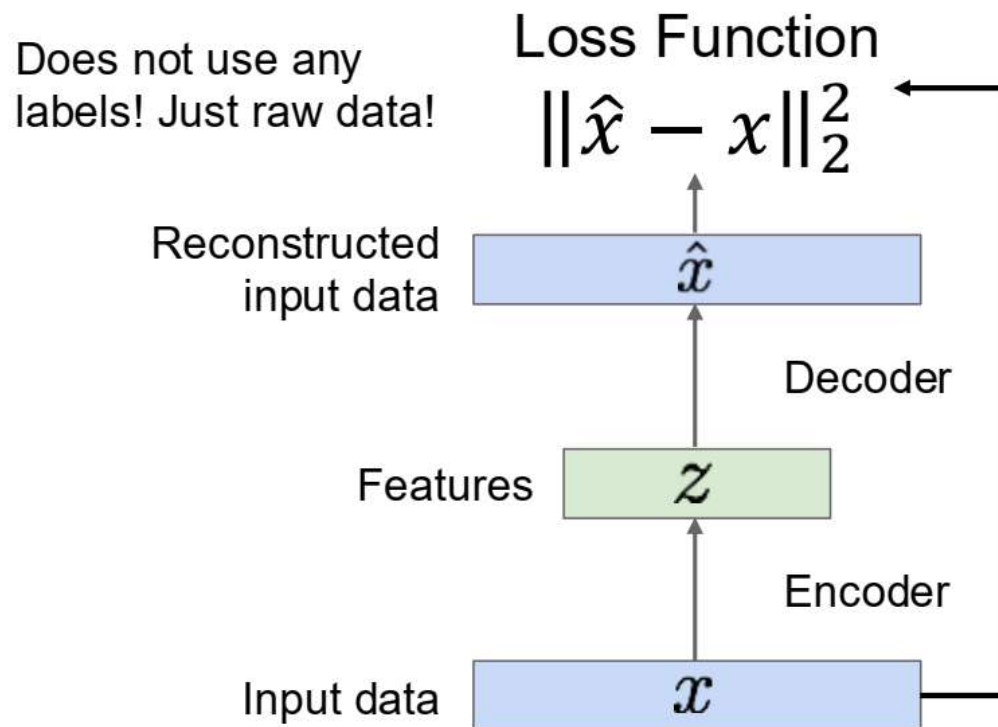 Does not use any
labels! Just raw data!
Loss Function
‖x̂ − x‖₂²
Reconstructed
input data
x̂
Decoder
Features
z
Encoder
Input data
x